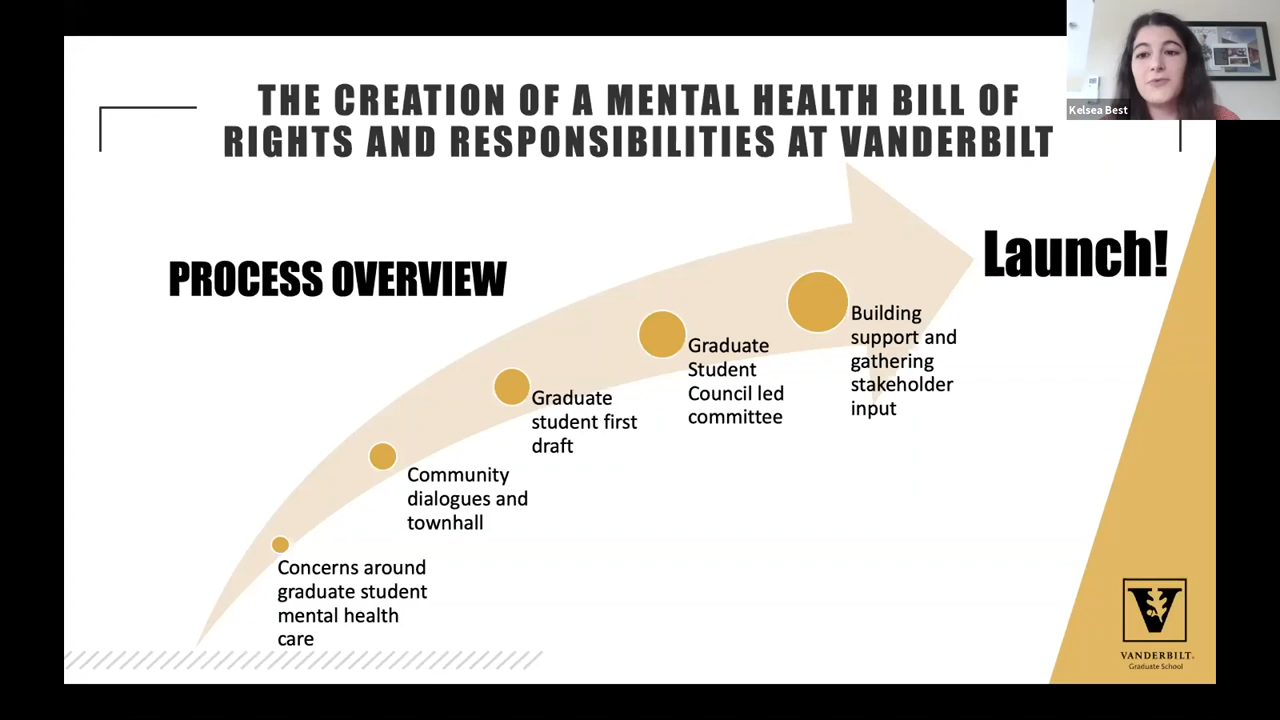 THE CREATION OF A MENTAL HEALTH BILL OF
RIGHTS AND RESPONSIBILITIES AT VANDERBILT
Kelsea Best
PROCESS OVERVIEW
Launch!
Building
support and
gathering
stakeholder
input
Graduate
Student
Council led
committee
Graduate
student first
draft
Community
dialogues and
townhall
Concerns around
graduate student
mental health
care
V
VANDERBILT®
Graduate School